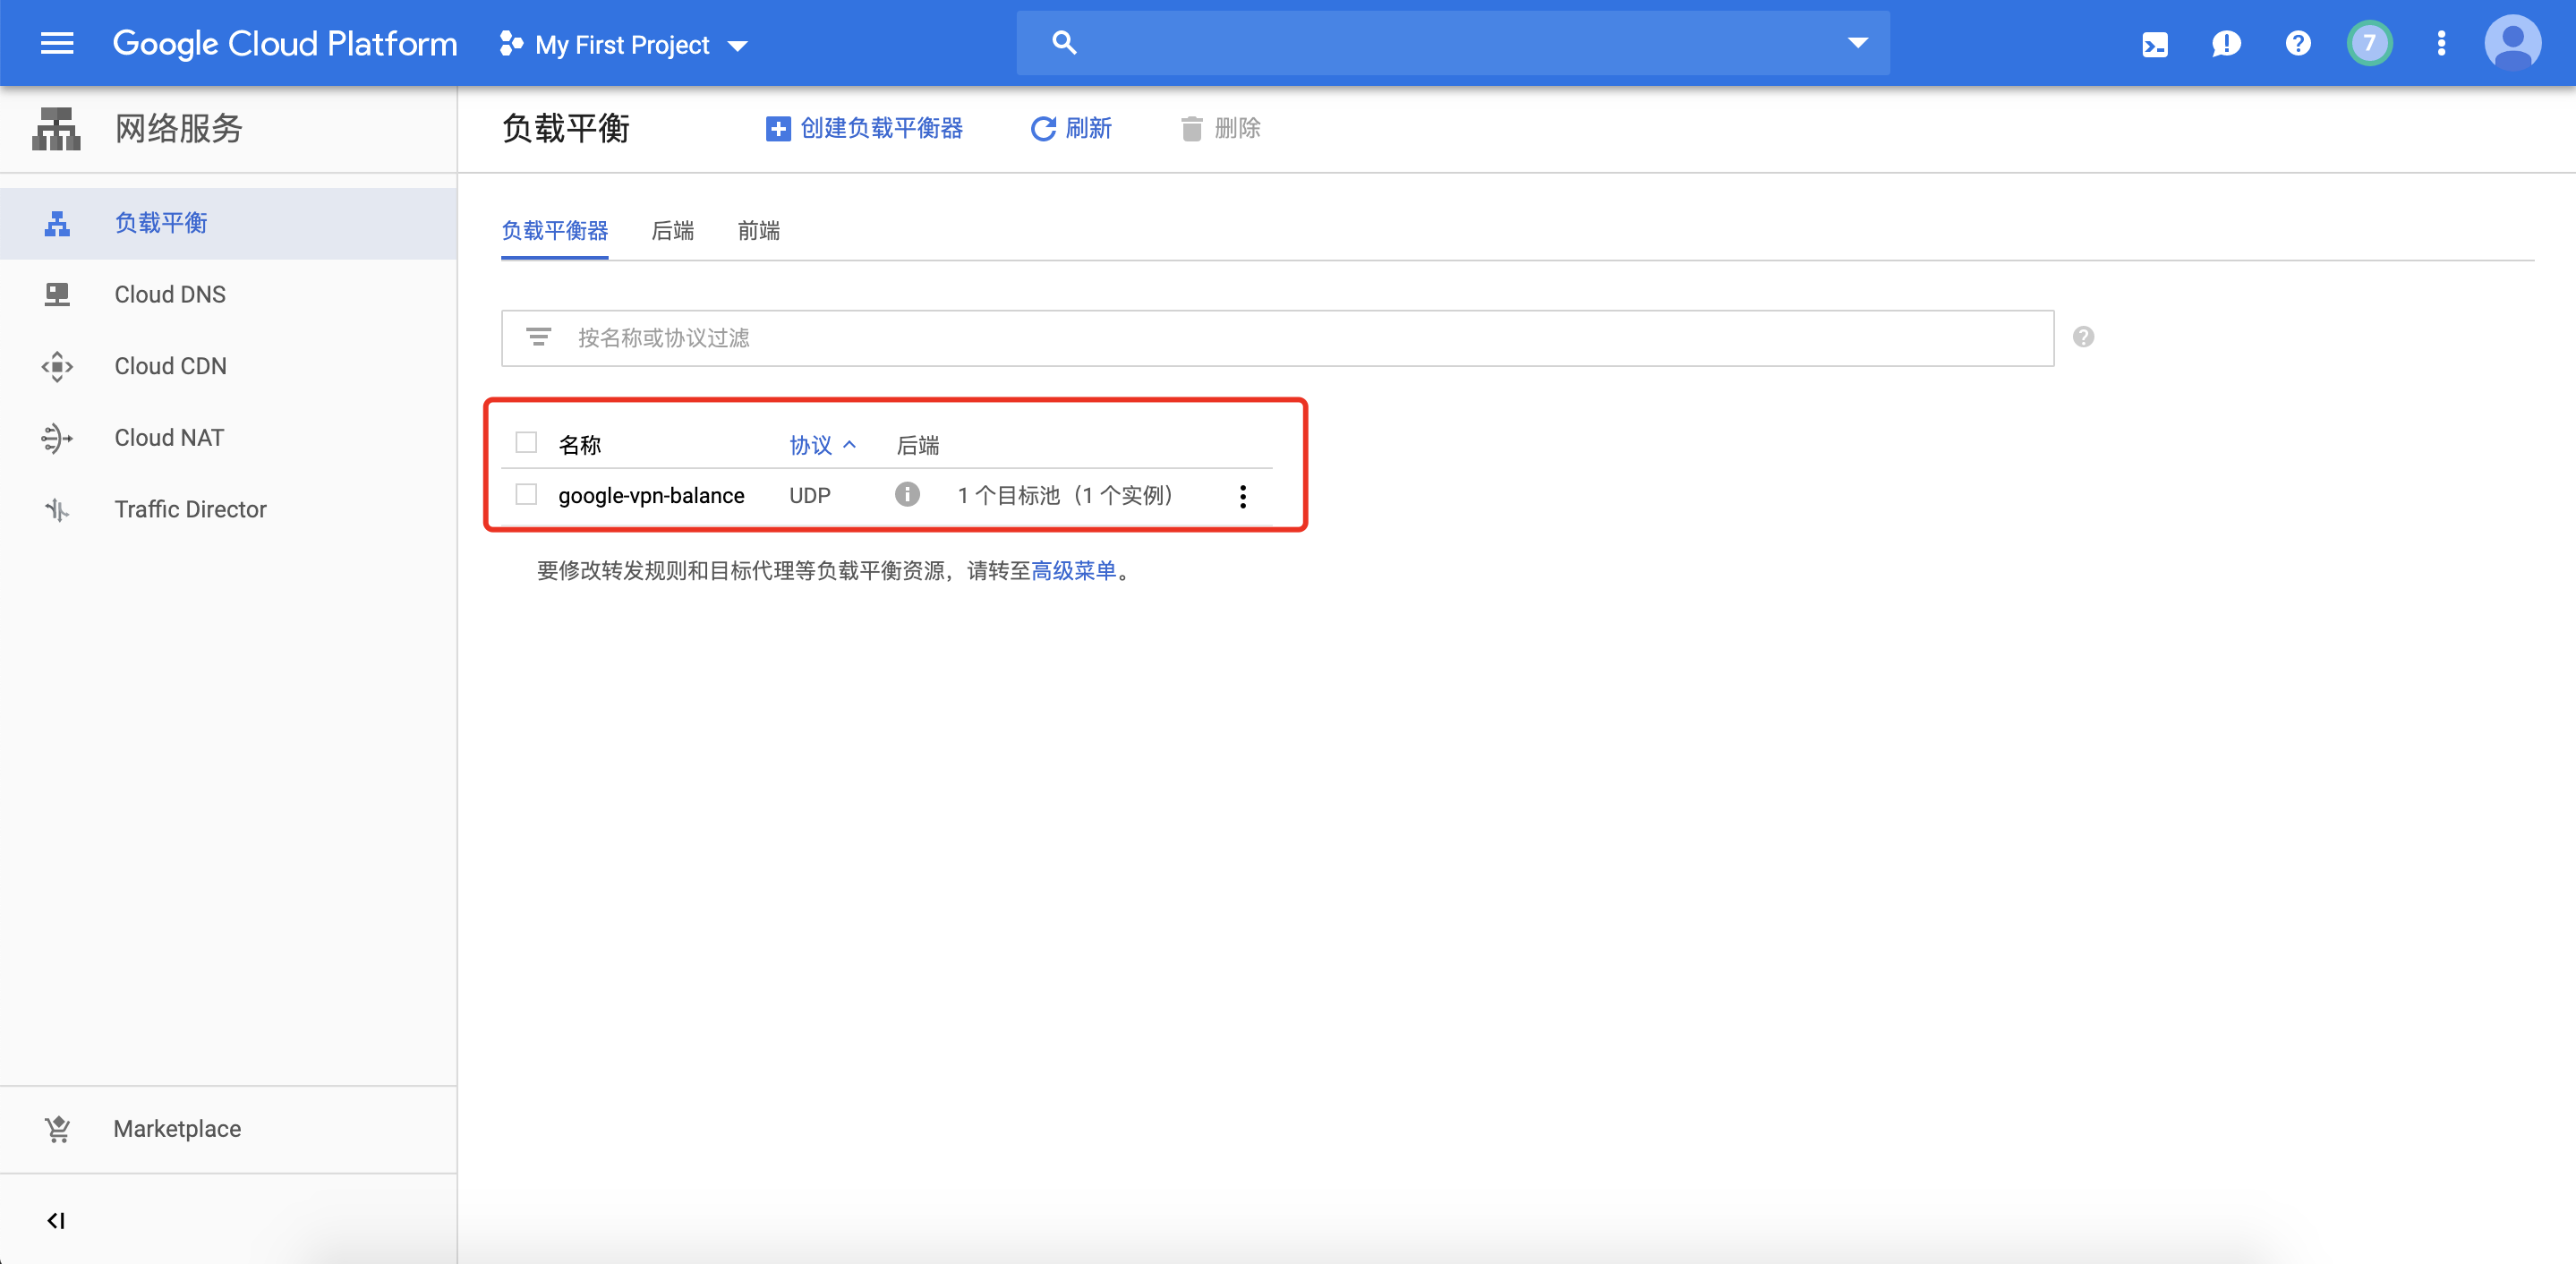 Google Cloud Platform My First Project 7
网络服务
负载平衡 创建负载平衡器 刷新 删除
负载平衡
Cloud DNS
Cloud CDN
Cloud NAT
Traffic Director
Marketplace
负载平衡器 后端 前端
按名称或协议过滤
名称 协议 后端
google-vpn-balance UDP 1 个目标池（1 个实例）
要修改转发规则和目标代理等负载平衡资源，请转至高级菜单。